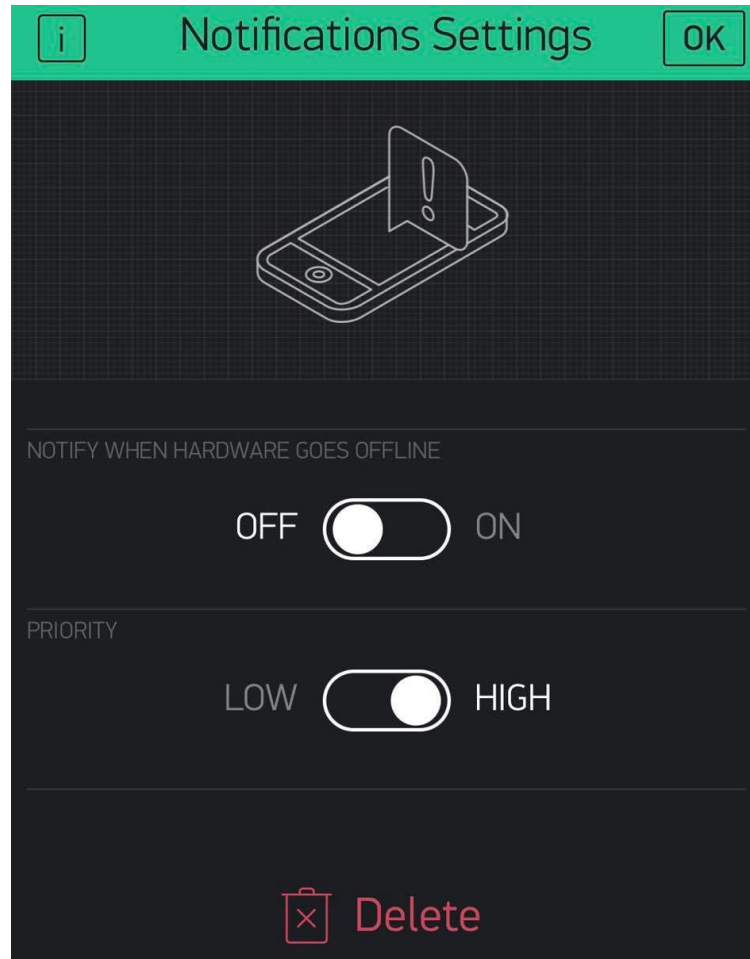 i Notifications Settings OK
NOTIFY WHEN HARDWARE GOES OFFLINE
OFF ON
PRIORITY
LOW HIGH
Delete